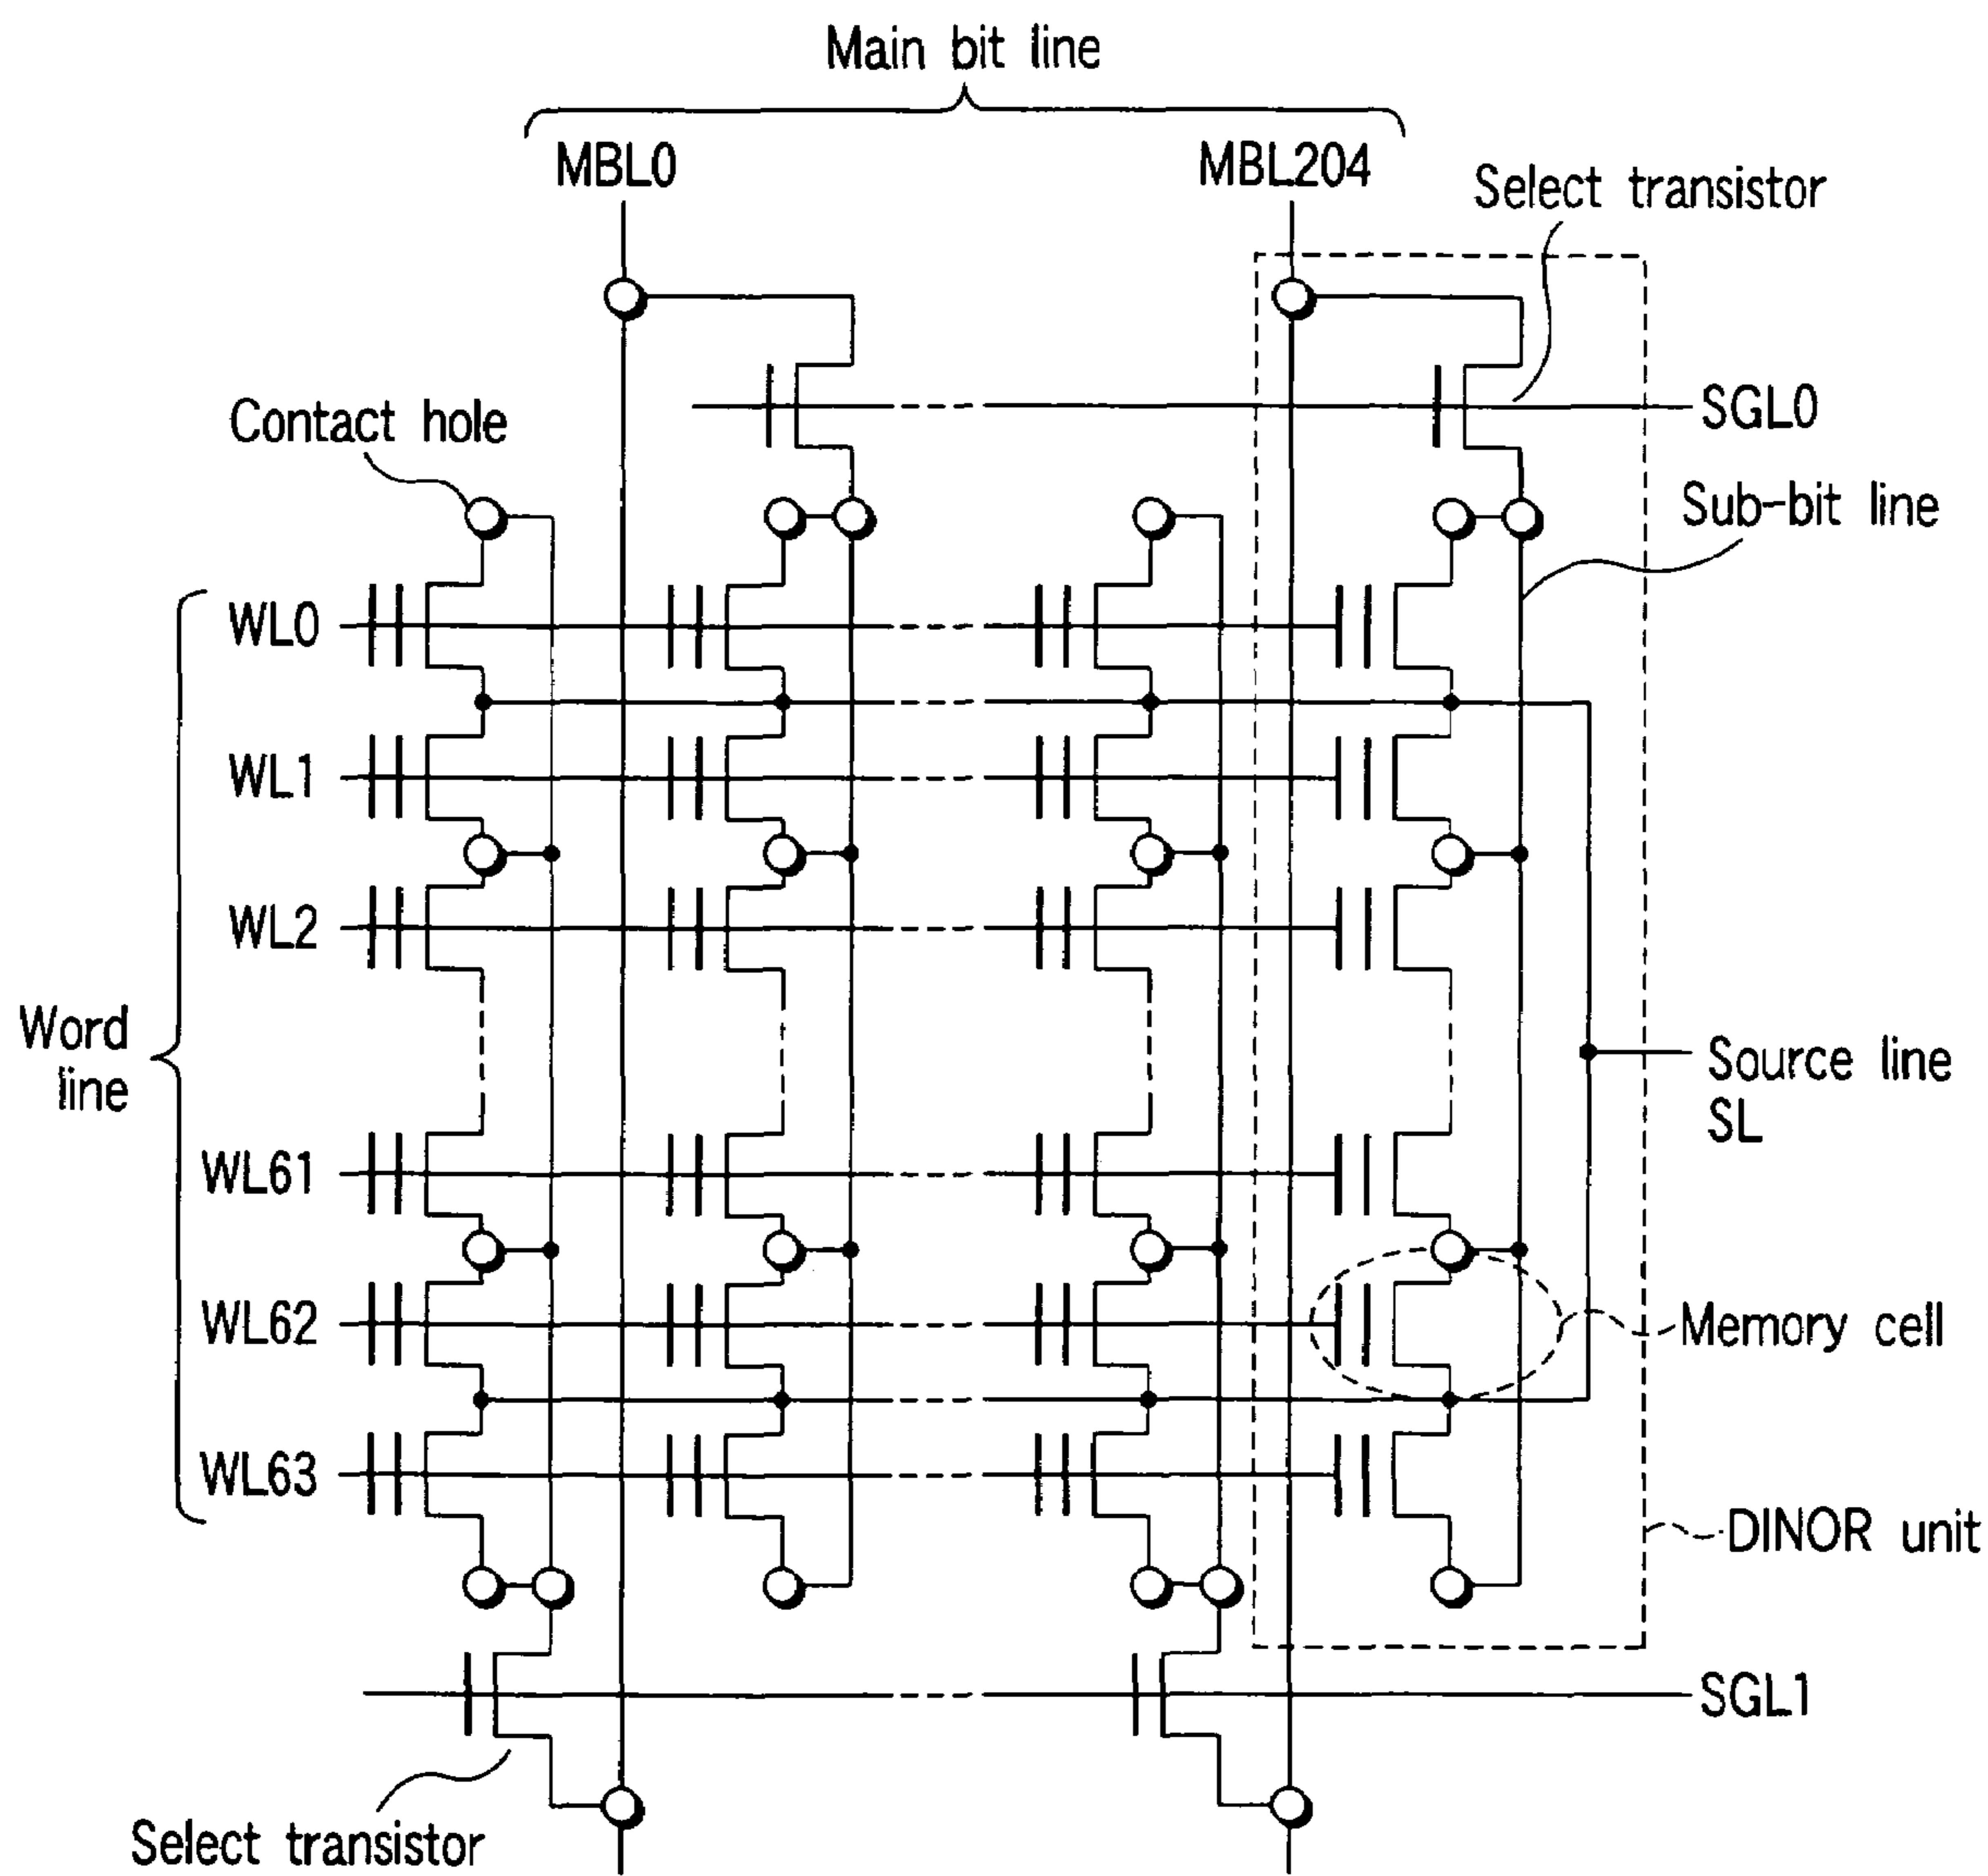 Main bit line
MBL0
MBL204
Select transistor
SGL0
Contact hole
Sub-bit line
WL0
WL1
WL2
Word
line
Source line
SL
WL61
WL62
Memory cell
WL63
DINOR unit
SGL1
Select transistor